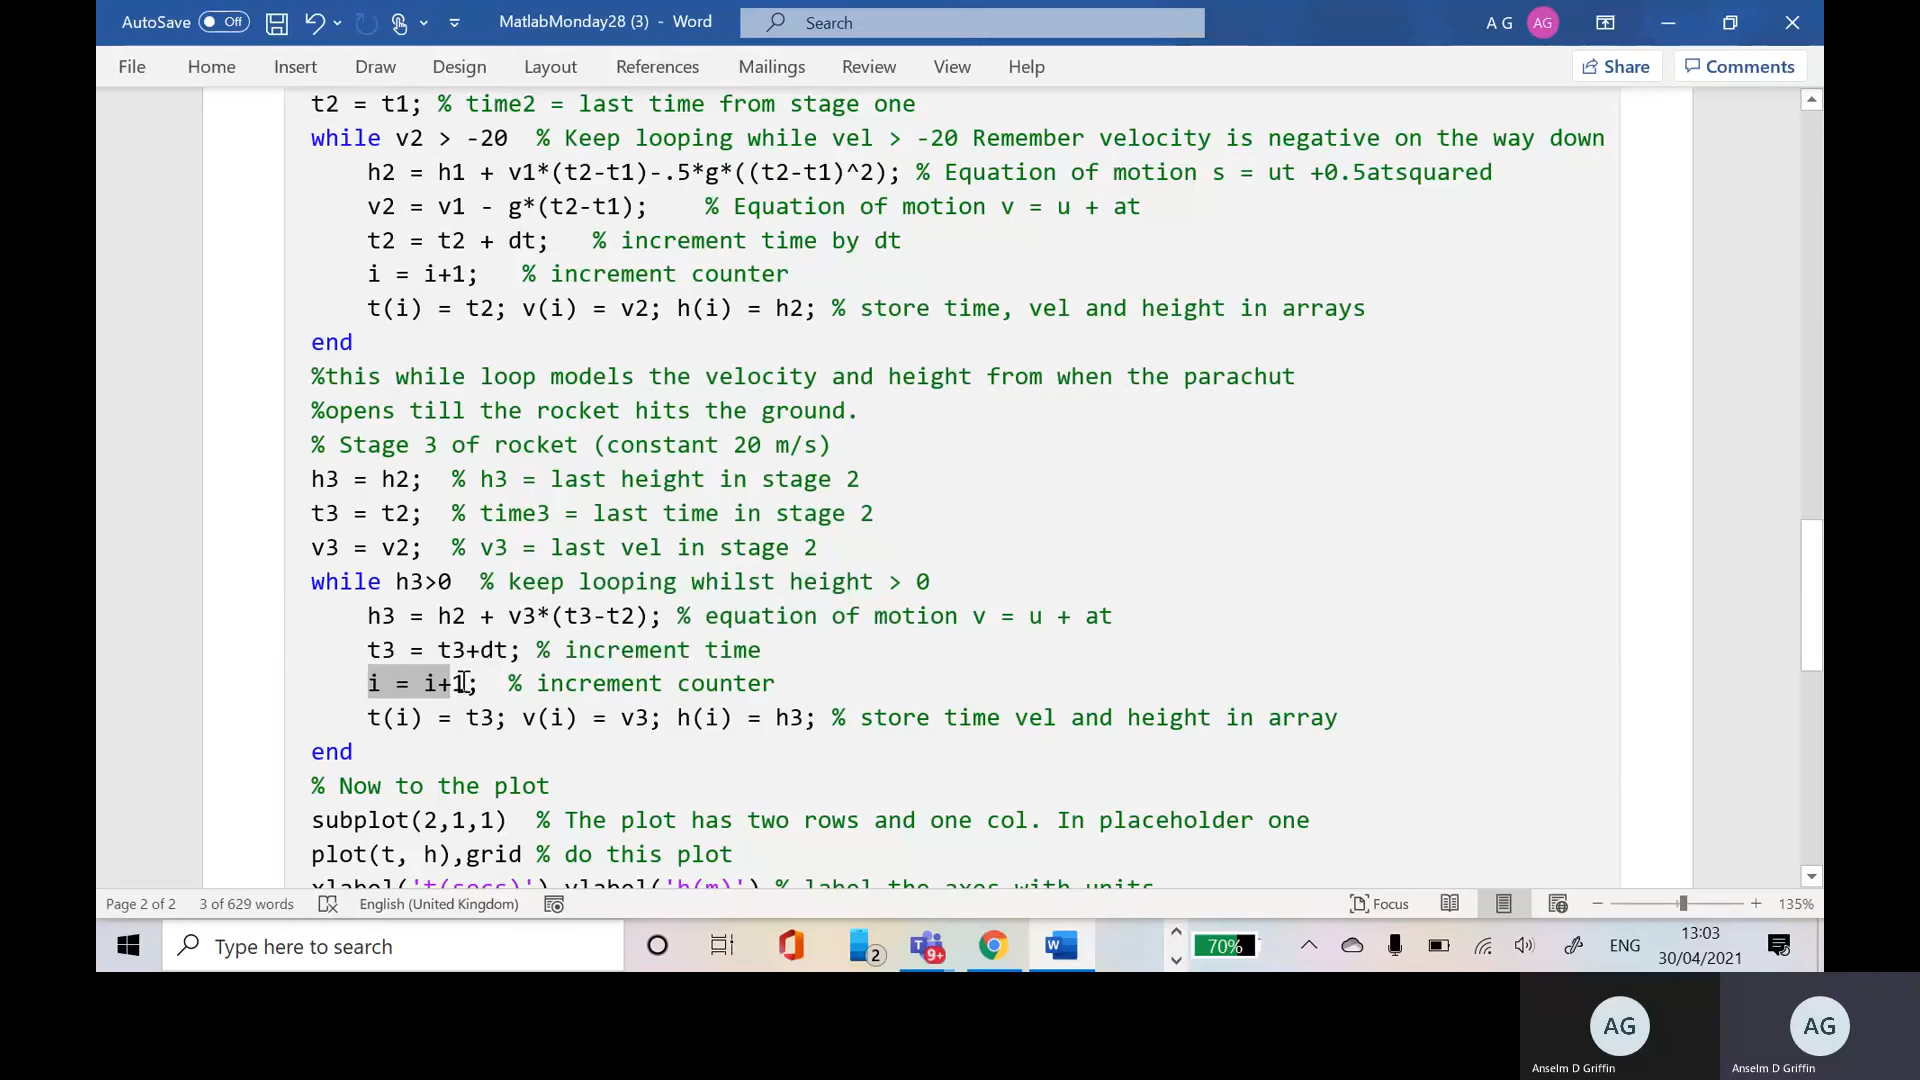 AutoSave Off MatlabMonday28 (3) - Word Search A G AG
File Home Insert Draw Design Layout References Mailings Review View Help Share Comments
t2 = t1; % time2 = last time from stage one
while v2 > -20 % Keep looping while vel > -20 Remember velocity is negative on the way down
h2 = h1 + v1*(t2-t1)-.5*g*((t2-t1)^2); % Equation of motion s = ut +0.5atsquared
v2 = v1 - g*(t2-t1); % Equation of motion v = u + at
t2 = t2 + dt; % increment time by dt
i = i+1; % increment counter
t(i) = t2; v(i) = v2; h(i) = h2; % store time, vel and height in arrays
end
%this while loop models the velocity and height from when the parachut
%opens till the rocket hits the ground.
% Stage 3 of rocket (constant 20 m/s)
h3 = h2; % h3 = last height in stage 2
t3 = t2; % time3 = last time in stage 2
v3 = v2; % v3 = last vel in stage 2
while h3>0 % keep looping whilst height > 0
h3 = h2 + v3*(t3-t2); % equation of motion v = u + at
t3 = t3+dt; % increment time
i = i+1; % increment counter
t(i) = t3; v(i) = v3; h(i) = h3; % store time vel and height in array
end
% Now to the plot
subplot(2,1,1) % The plot has two rows and one col. In placeholder one
plot(t, h),grid % do this plot
xlabel('t(secs)'),ylabel('h(m)') % label the axes with units
Page 2 of 2 3 of 629 words English (United Kingdom) Focus 135%
Type here to search 2 9+ 70% ENG 13:03
30/04/2021
AG AG
Anselm D Griffin Anselm D Griffin